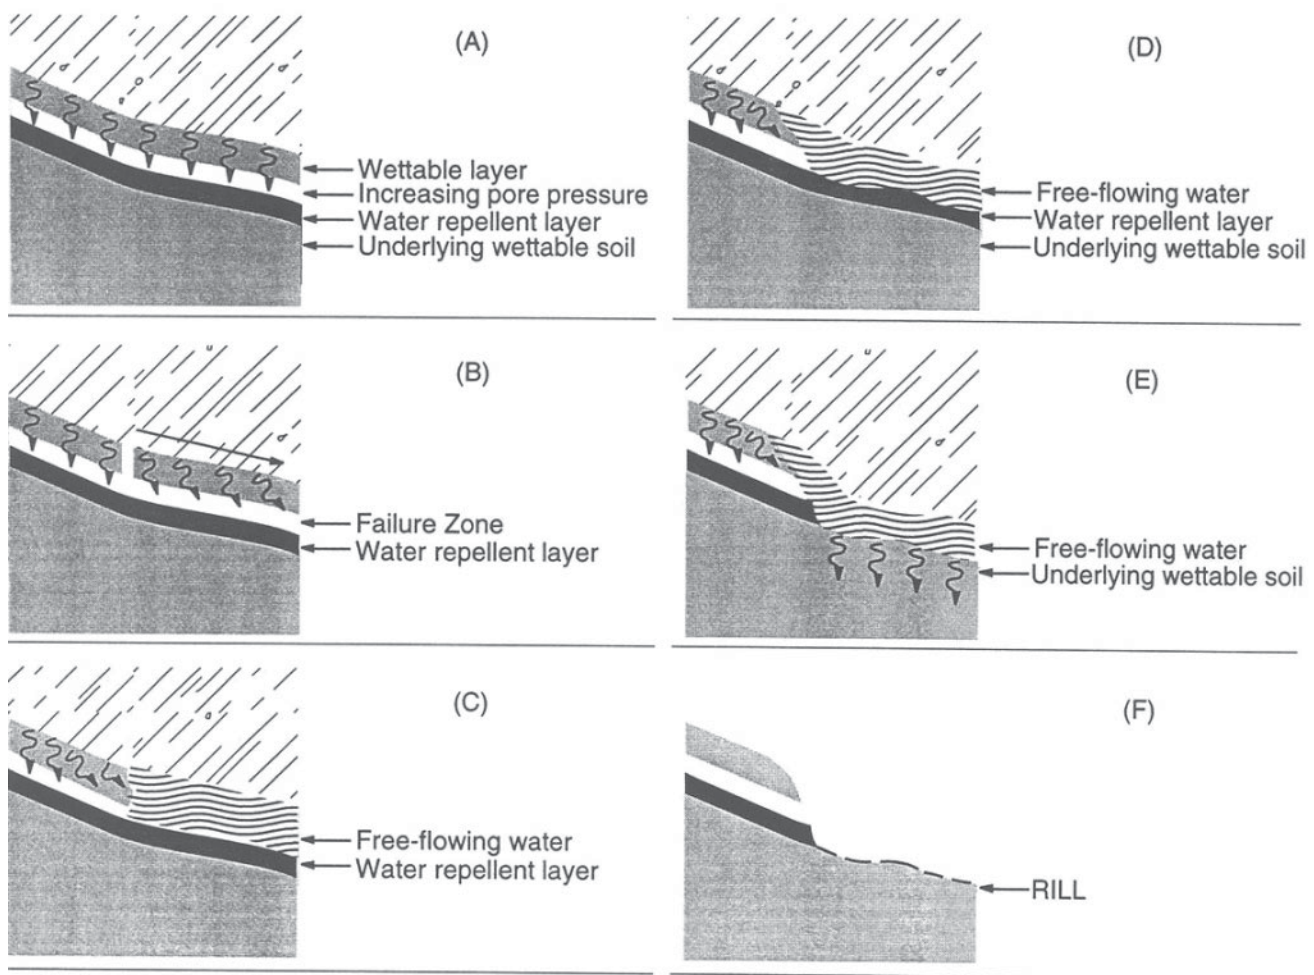 (A)
Wettable layer
Increasing pore pressure
Water repellent layer
Underlying wettable soil
(B)
Failure Zone
Water repellent layer
(C)
Free-flowing water
Water repellent layer
(D)
Free-flowing water
Water repellent layer
Underlying wettable soil
(E)
Free-flowing water
Underlying wettable soil
(F)
RILL